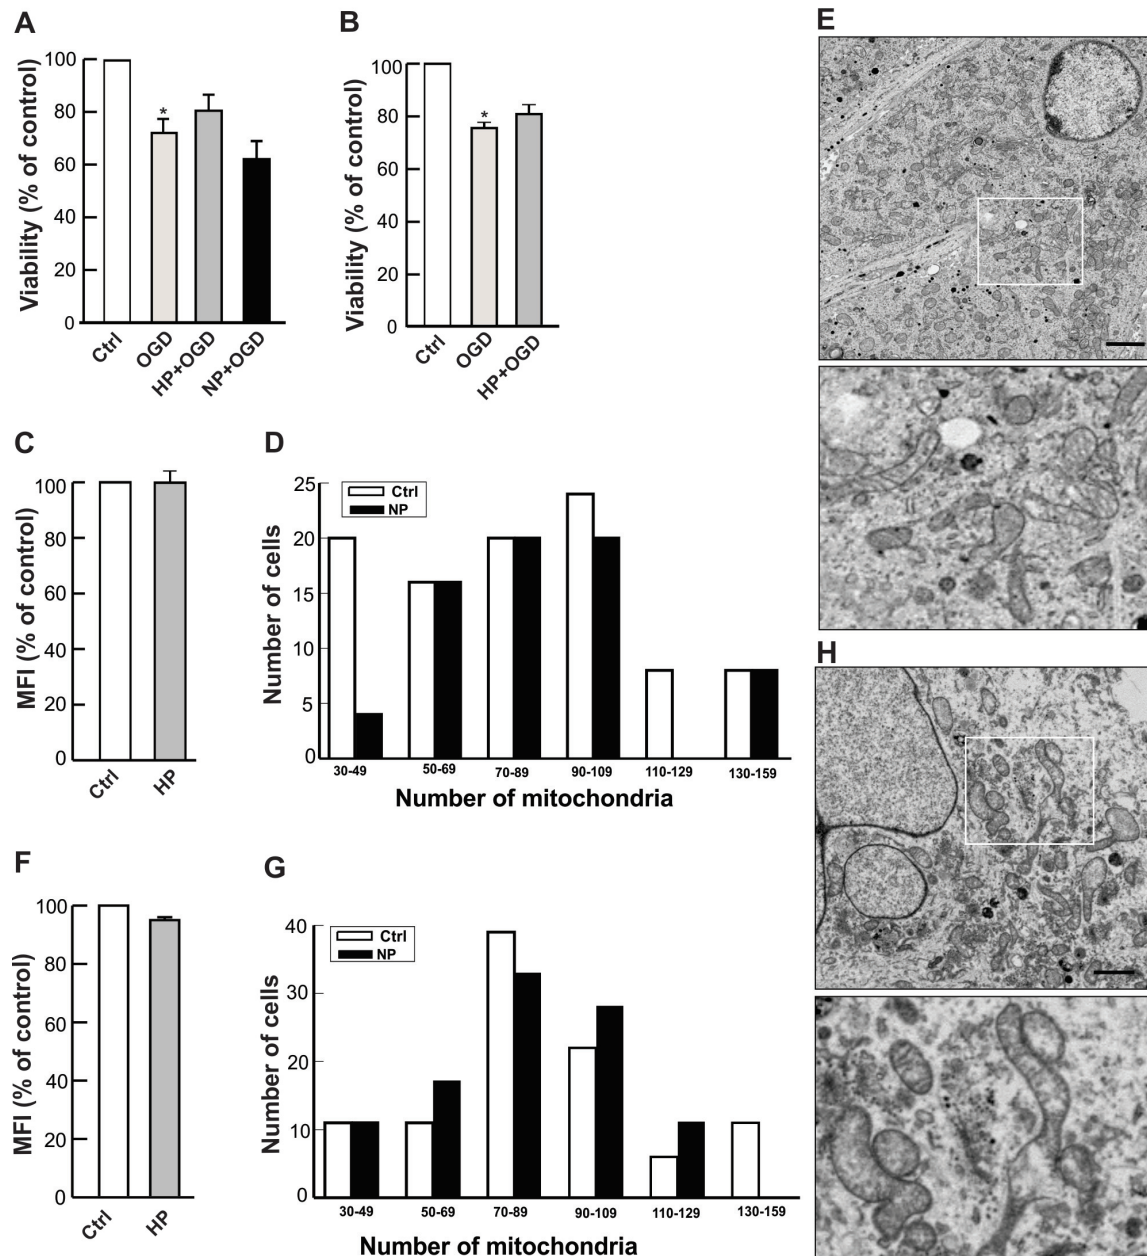 A
Viability (% of control)
100
80
60
40
20
0
*
Ctrl
OGD
HP+OGD
NP+OGD
B
Viability (% of control)
100
80
60
40
20
0
*
Ctrl
OGD
HP+OGD
E
C
MFI (% of control)
100
80
60
40
20
0
Ctrl
HP
D
Number of cells
25
20
15
10
5
0
Ctrl
NP
30-49 50-69 70-89 90-109 110-129 130-159
Number of mitochondria
H
F
MFI (% of control)
100
80
60
40
20
0
Ctrl
HP
G
Number of cells
40
30
20
10
0
Ctrl
NP
30-49 50-69 70-89 90-109 110-129 130-159
Number of mitochondria